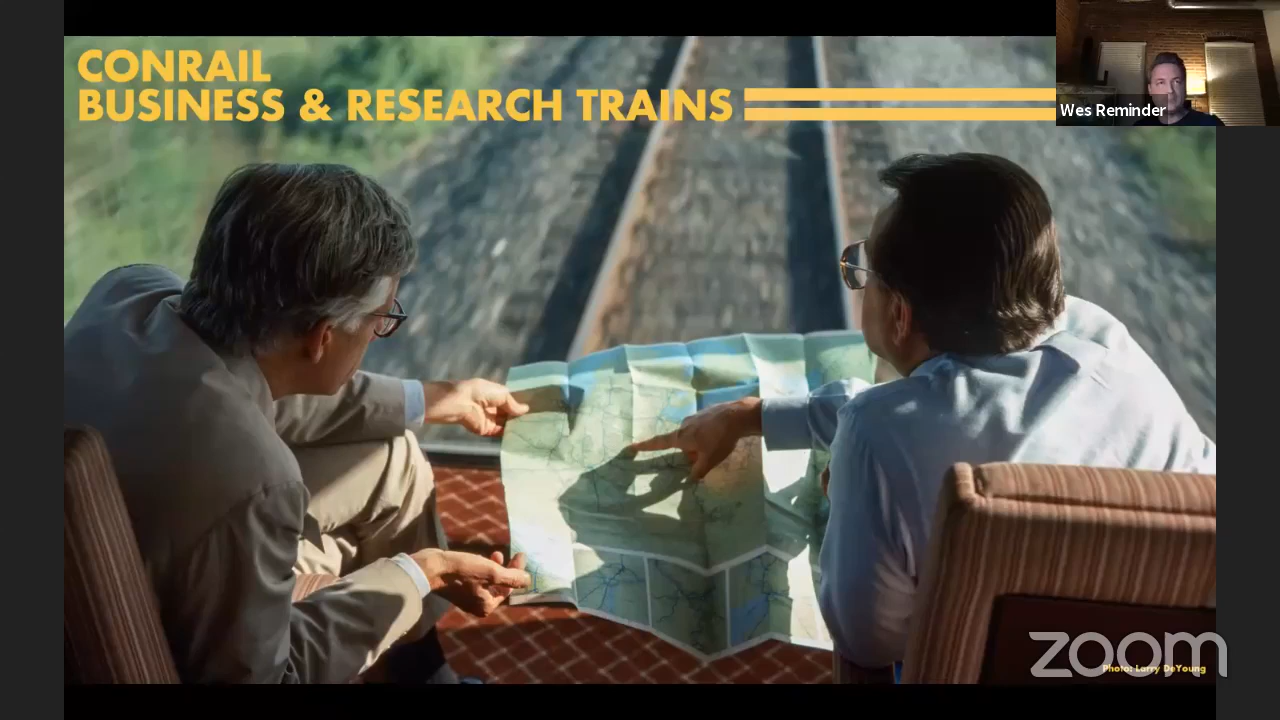 CONRAIL
BUSINESS & RESEARCH TRAINS
Wes Reminder
zoom
Photo: Larry DeYoung